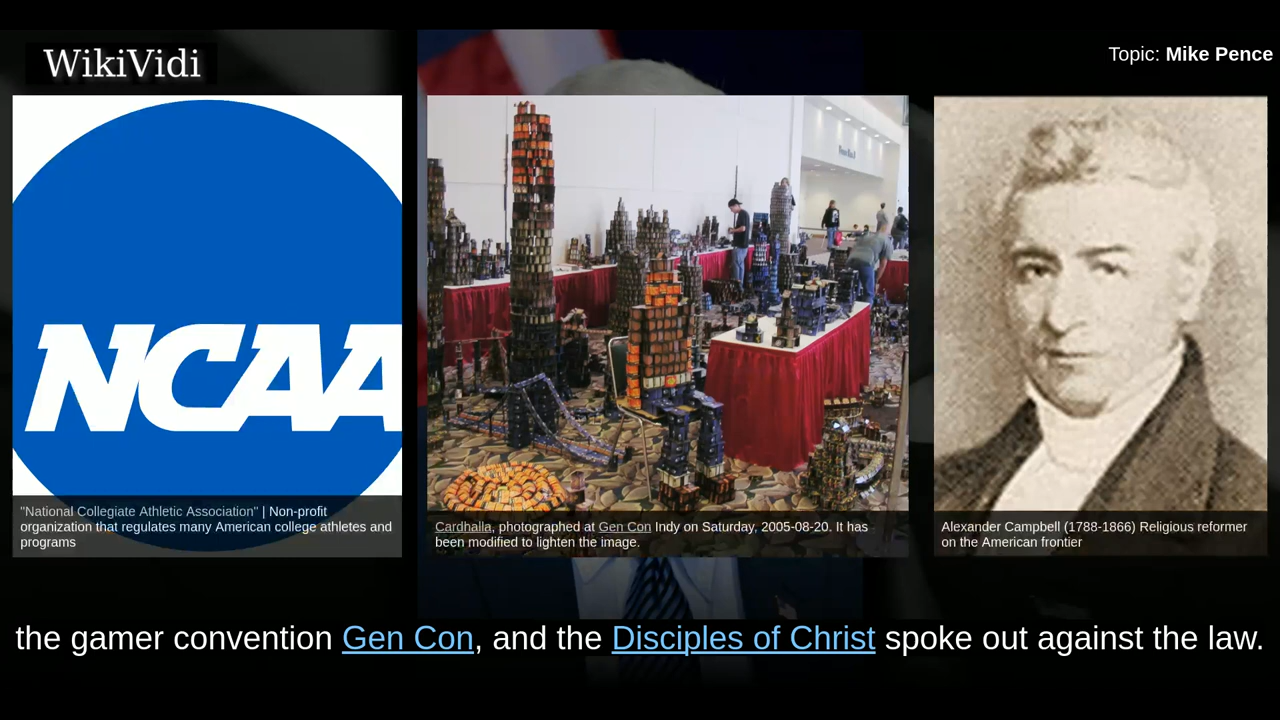 WikiVidi
Topic: Mike Pence
NCAA
"National Collegiate Athletic Association" | Non-profit
organization that regulates many American college athletes and
programs
Cardhalla, photographed at Gen Con Indy on Saturday, 2005-08-20. It has
been modified to lighten the image.
Alexander Campbell (1788-1866) Religious reformer
on the American frontier
the gamer convention Gen Con, and the Disciples of Christ spoke out against the law.